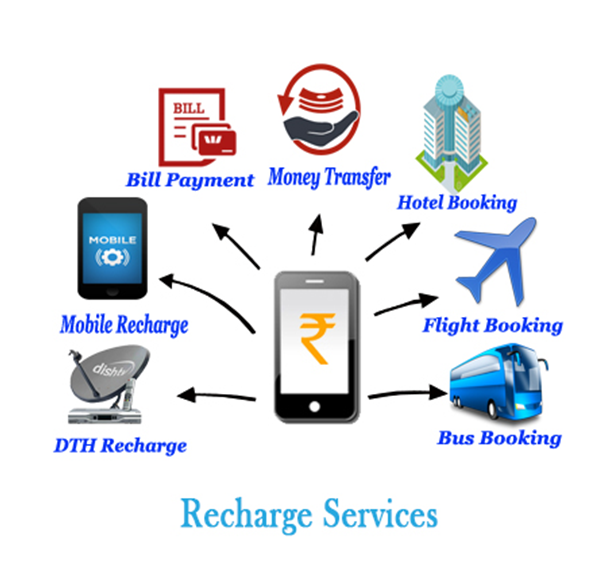 BILL
Bill Payment
Money Transfer
Hotel Booking
MOBILE
Mobile Recharge
₹
Flight Booking
dishtv
DTH Recharge
Bus Booking
Recharge Services